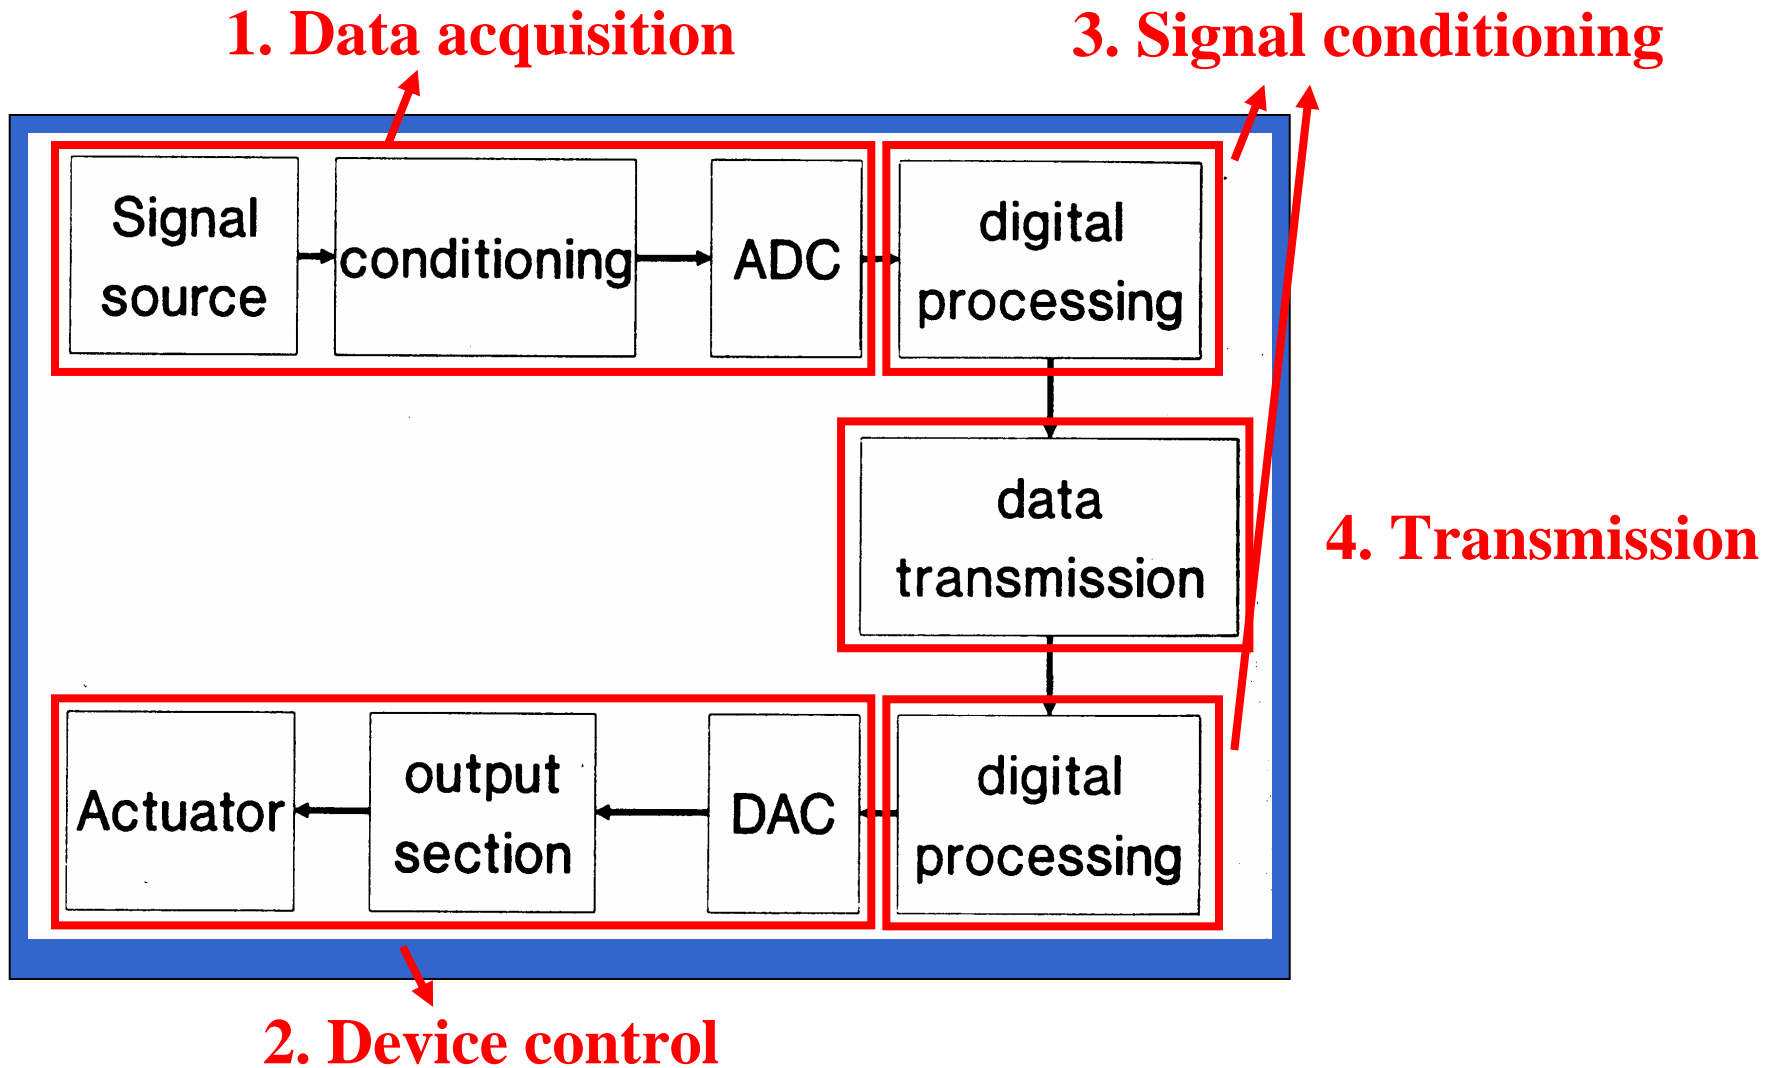 1. Data acquisition
3. Signal conditioning
Signal
source
conditioning
ADC
digital
processing
data
transmission
4. Transmission
Actuator
output
section
DAC
digital
processing
2. Device control